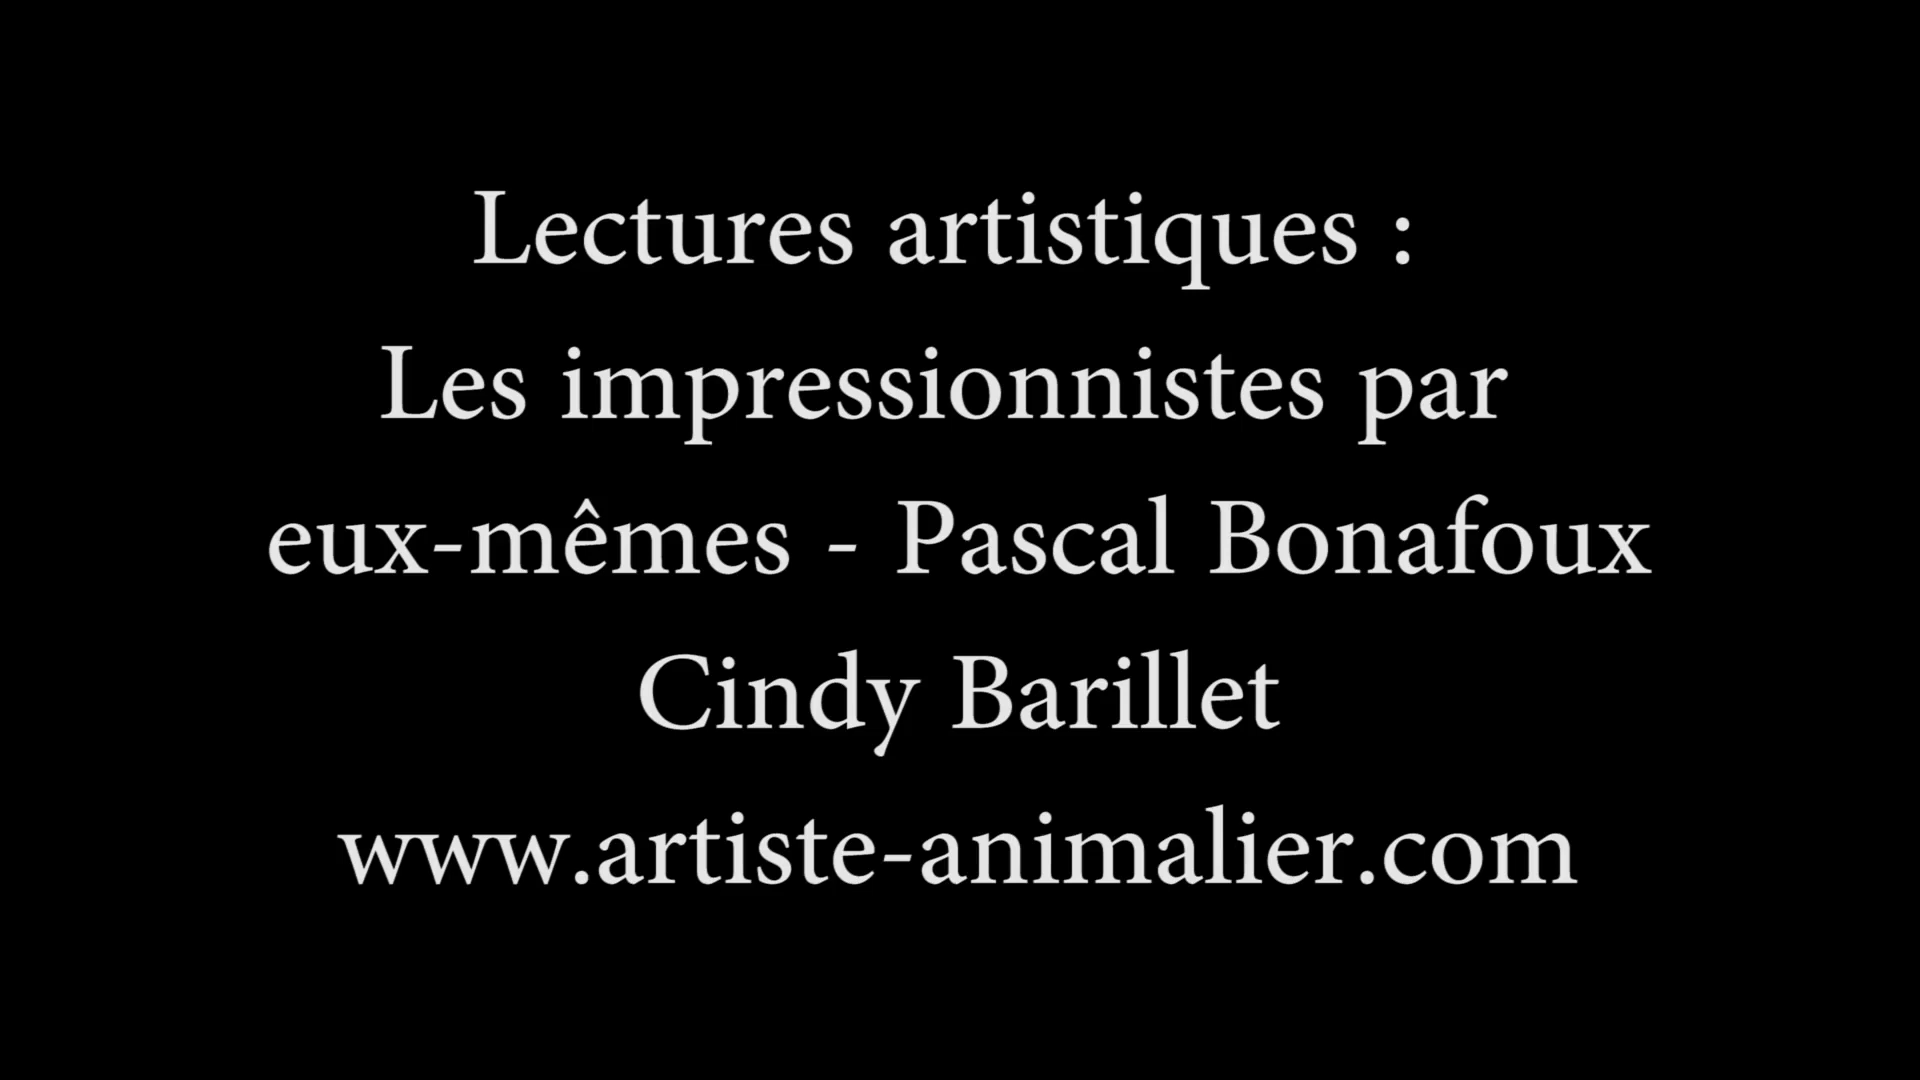 Lectures artistiques :
Les impressionnistes par
eux-mêmes - Pascal Bonafoux
Cindy Barillet
www.artiste-animalier.com